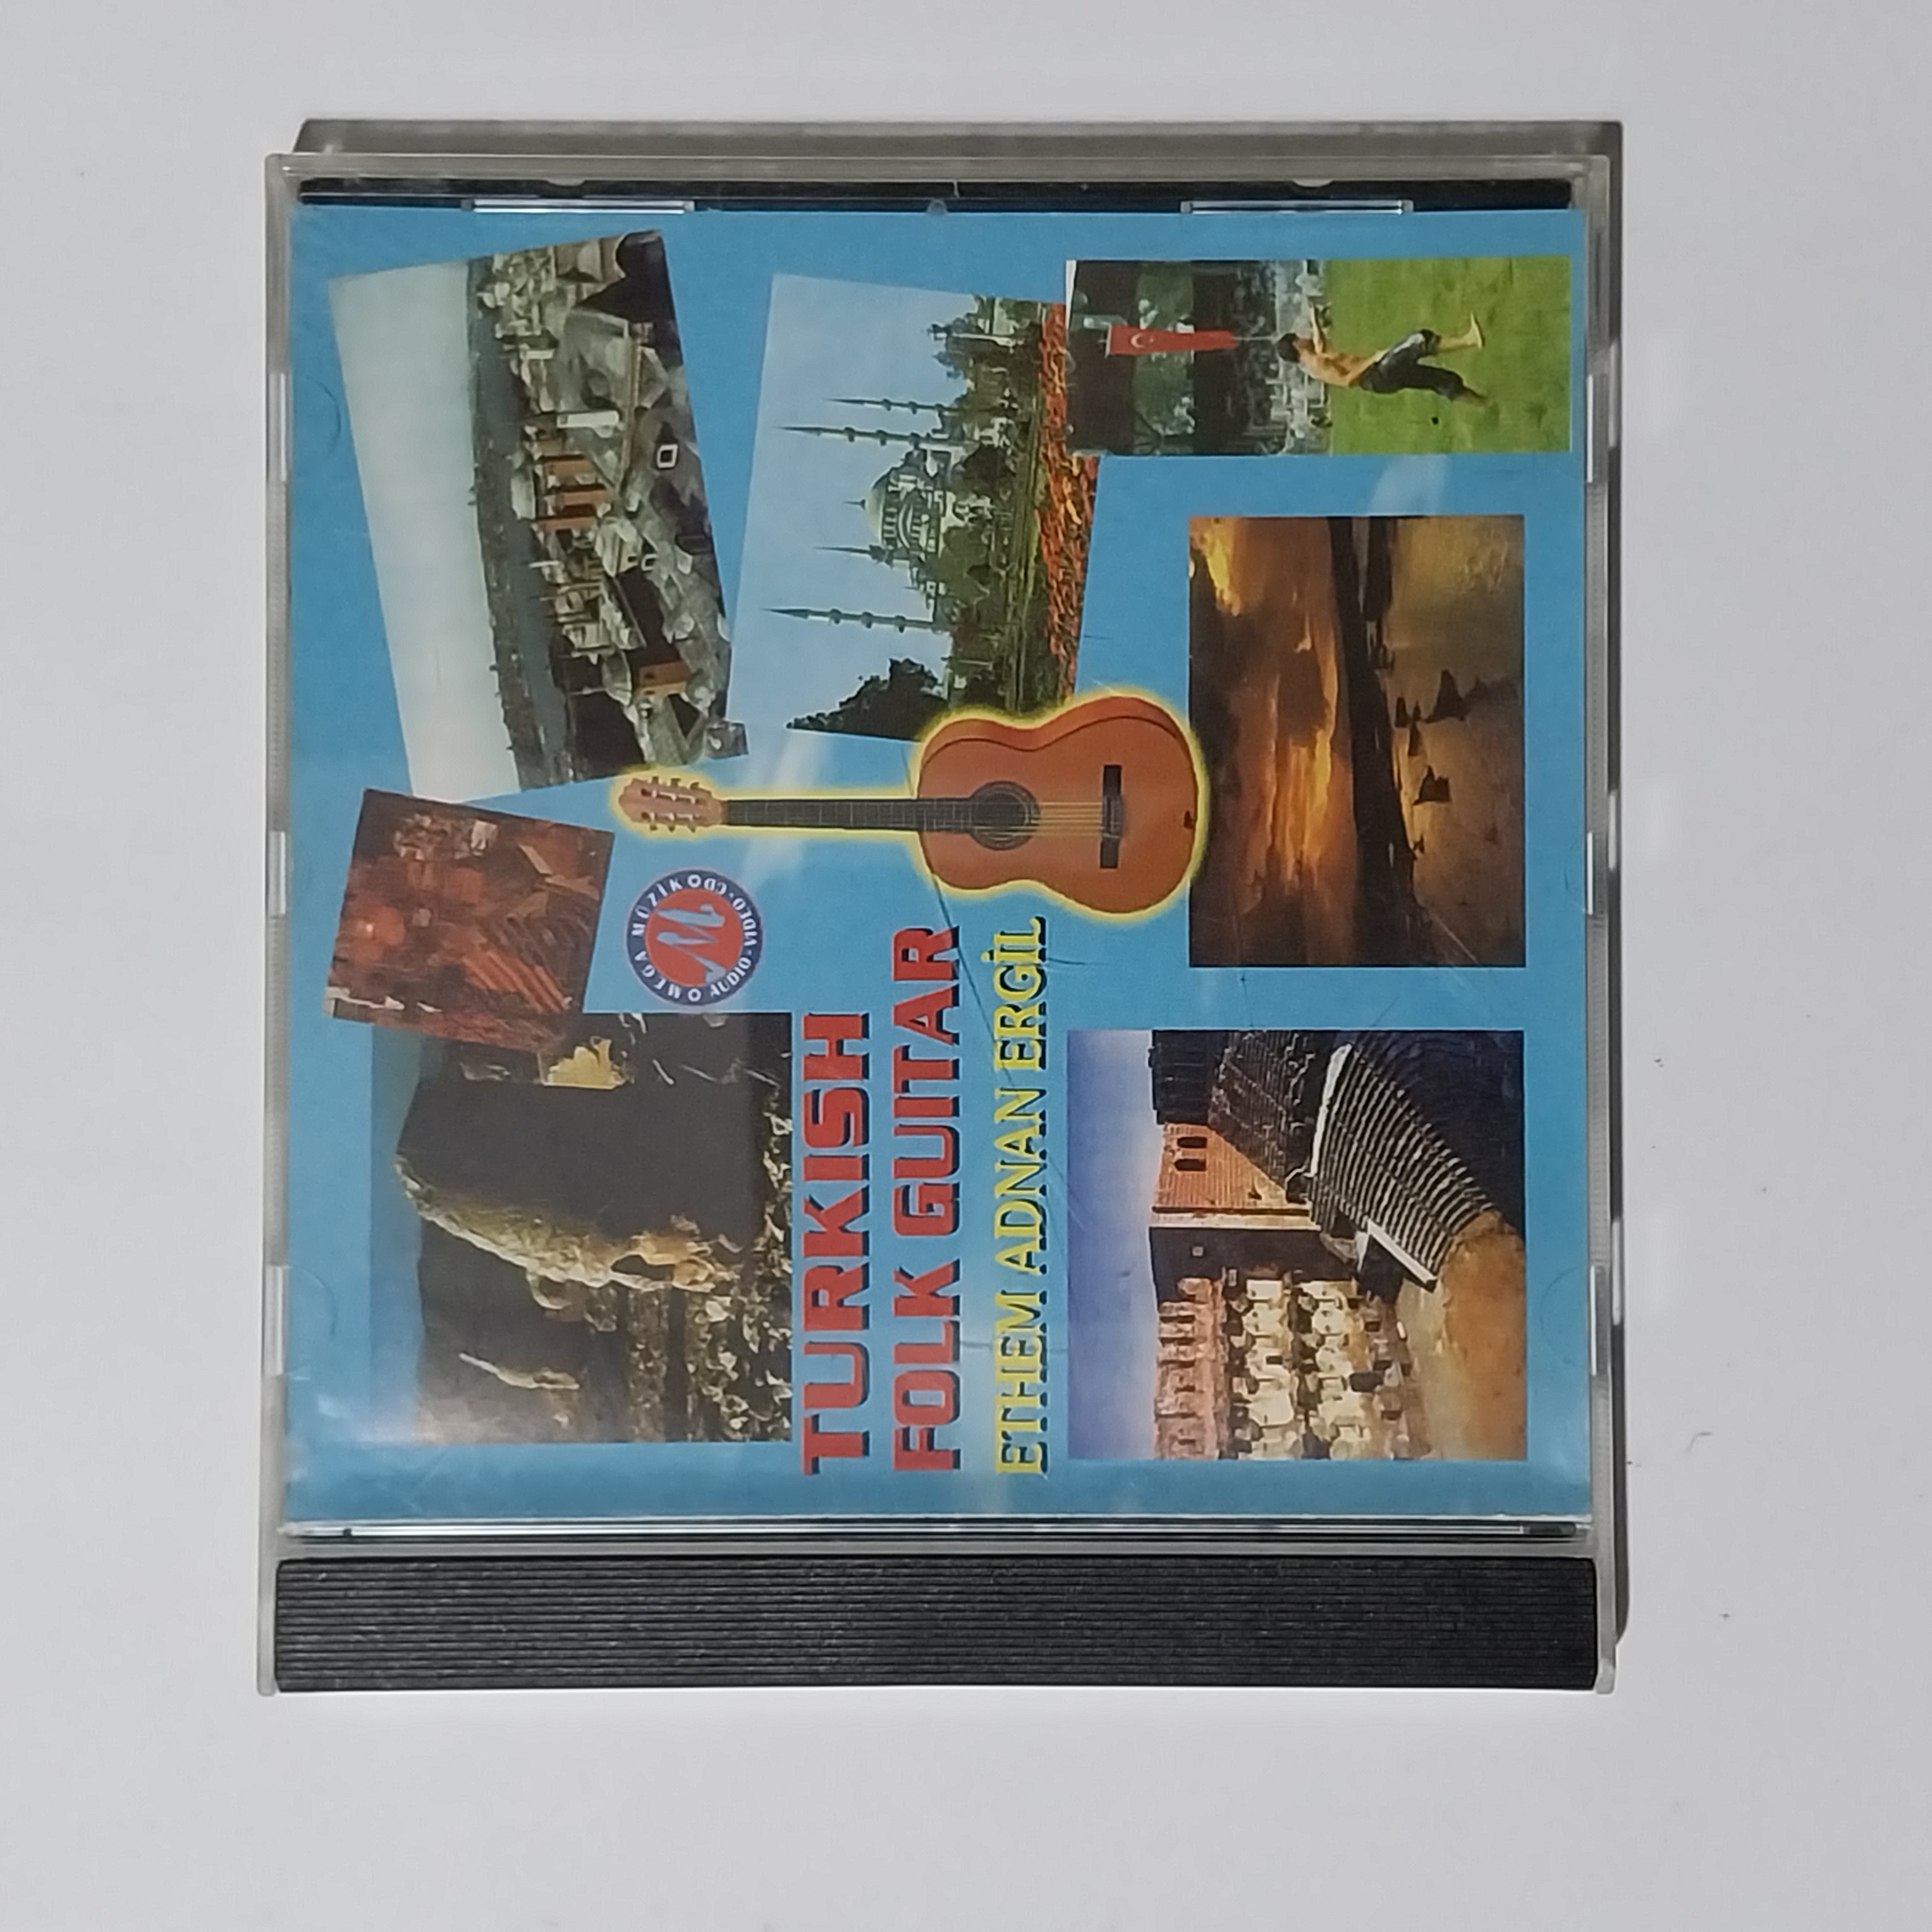 TURKISH
FOLK GUITAR
ETHEM ADNAN ERGİL
OMEGA MÜZİK
AUDIO·VIDEO·CD
M